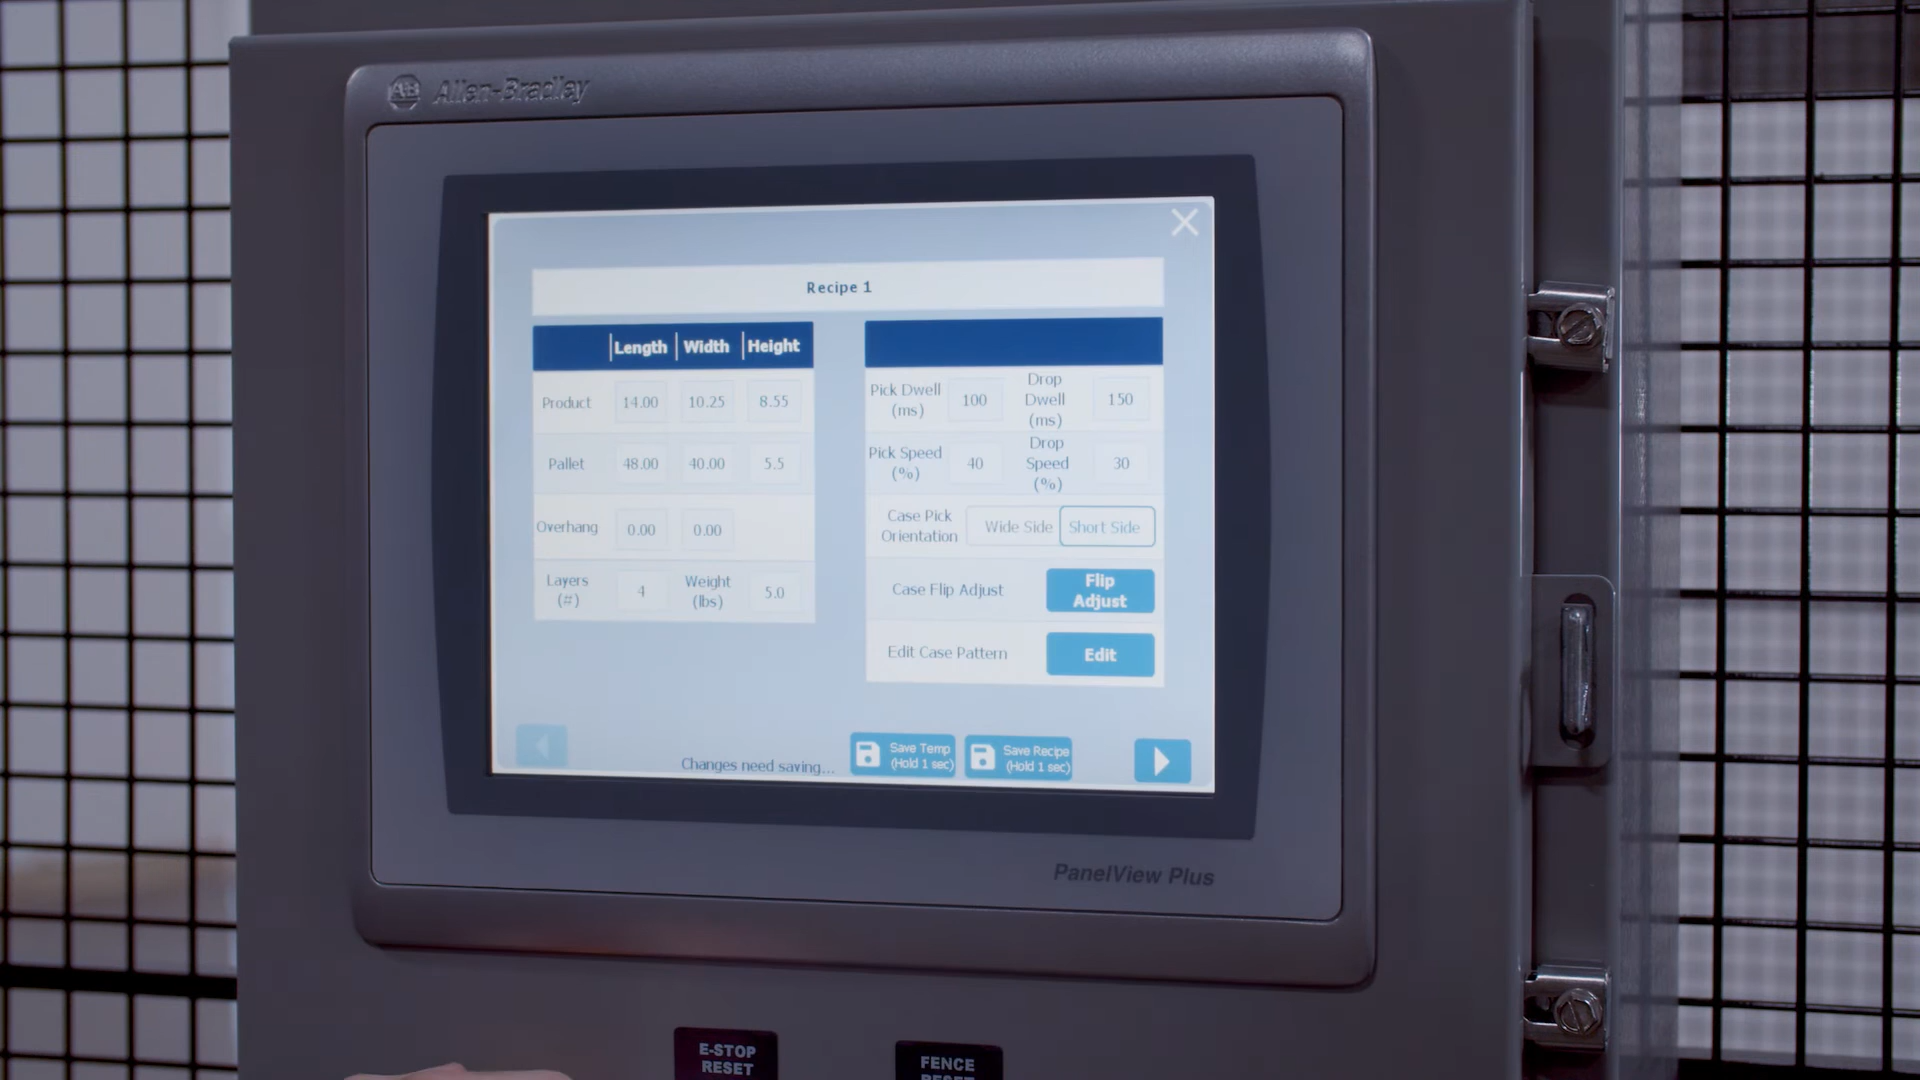 AB Allen-Bradley
Recipe 1
Length Width Height
Product 14.00 10.25 8.55
Pallet 48.00 40.00 5.5
Overhang 0.00 0.00
Layers
(#)
4
Weight
(lbs)
5.0
Pick Dwell
(ms)
100
Drop
Dwell
(ms)
150
Pick Speed
(%)
40
Drop
Speed
(%)
30
Case Pick
Orientation
Wide Side Short Side
Case Flip Adjust
Flip
Adjust
Edit Case Pattern Edit
Changes need saving...
Save Temp
(Hold 1 sec)
Save Recipe
(Hold 1 sec)
PanelView Plus
E-STOP
RESET
FENCE
RESET